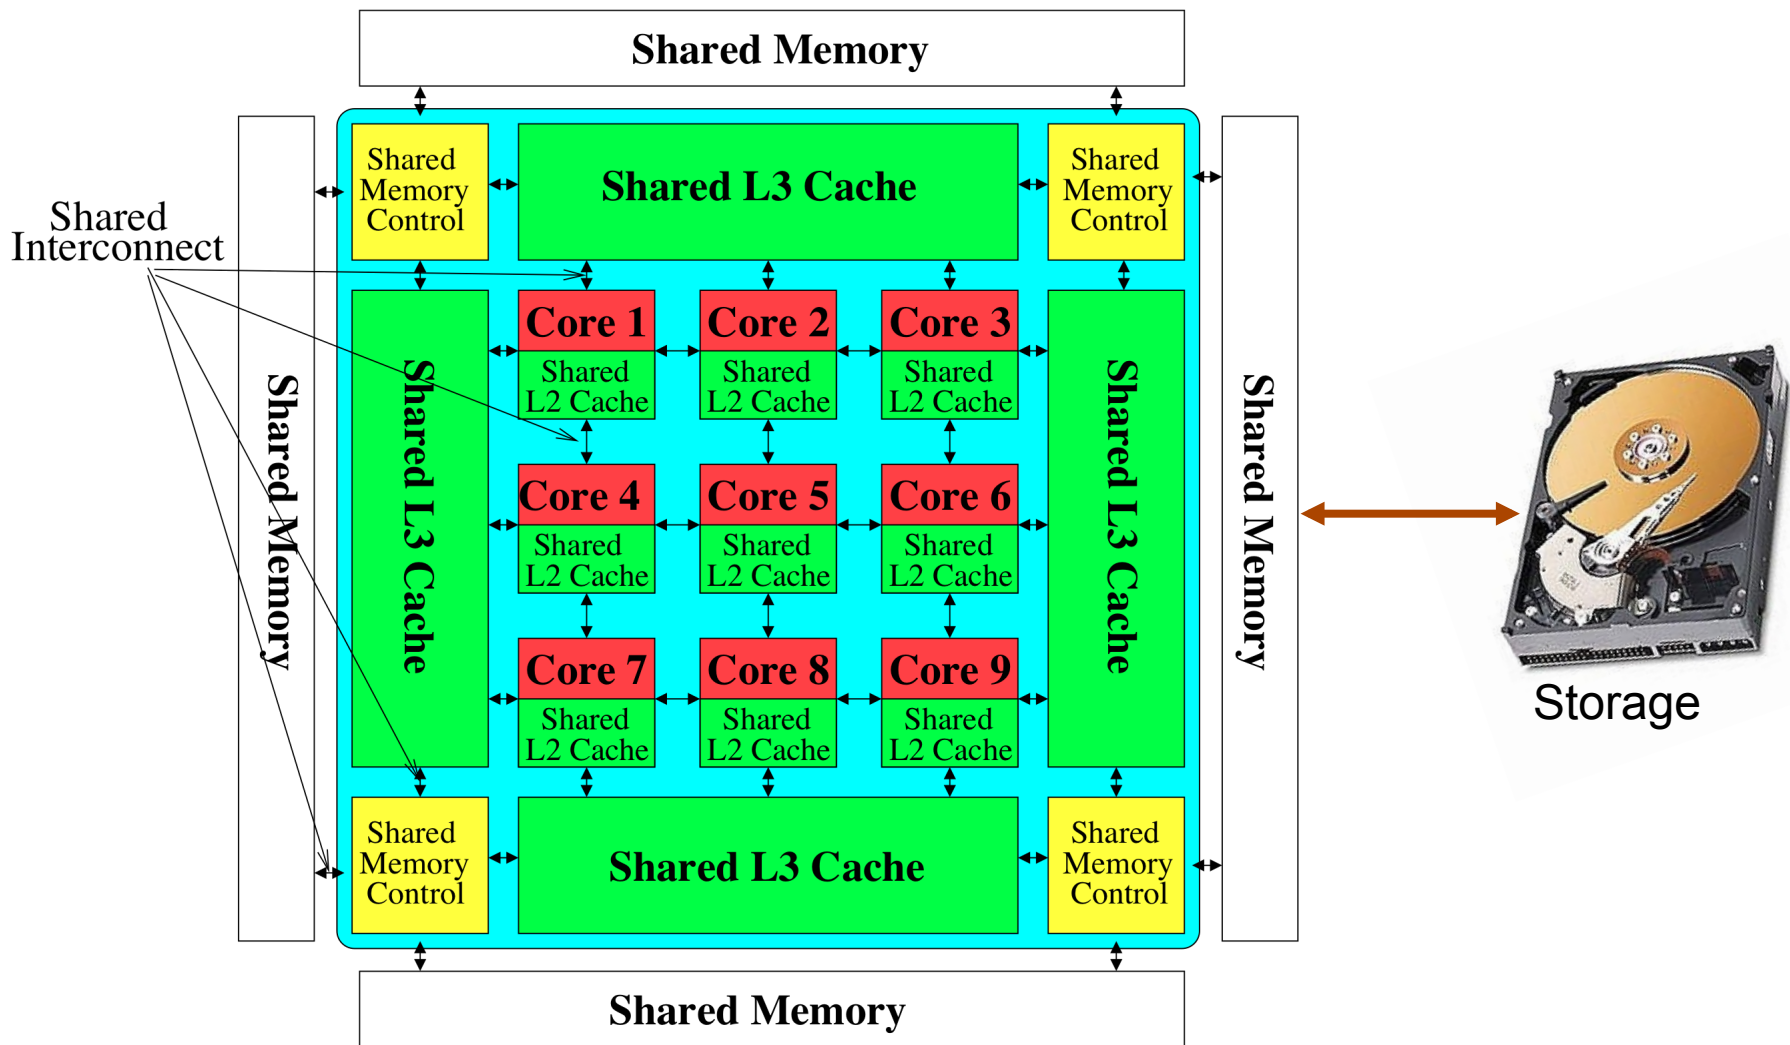 Shared Memory
Shared
Memory
Control
Shared L3 Cache
Shared
Memory
Control
Shared
Interconnect
Shared Memory
Shared L3 Cache
Core 1
Shared
L2 Cache
Core 2
Shared
L2 Cache
Core 3
Shared
L2 Cache
Core 4
Shared
L2 Cache
Core 5
Shared
L2 Cache
Core 6
Shared
L2 Cache
Core 7
Shared
L2 Cache
Core 8
Shared
L2 Cache
Core 9
Shared
L2 Cache
Shared L3 Cache
Shared Memory
Storage
Shared
Memory
Control
Shared L3 Cache
Shared
Memory
Control
Shared Memory